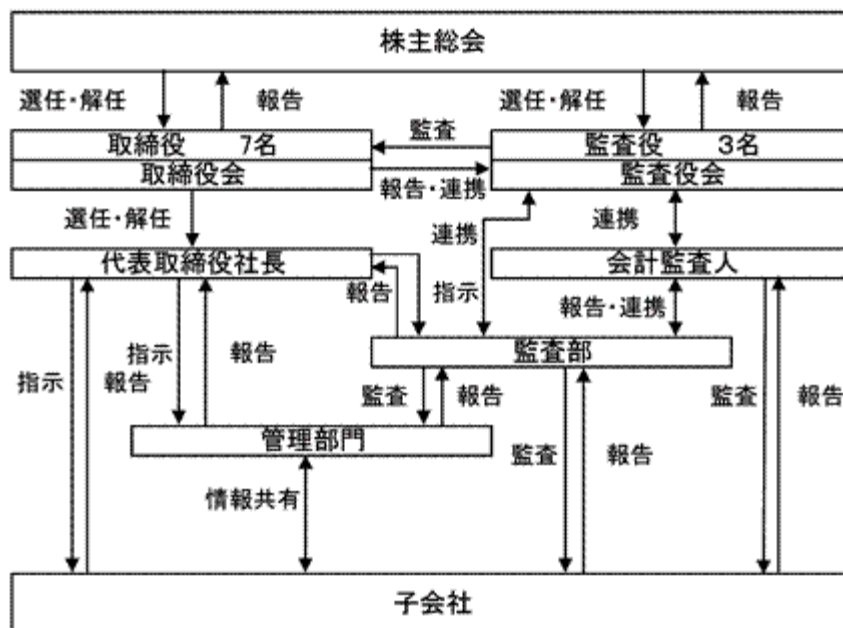 株主総会
選任・解任
報告
選任・解任
報告
取締役　7名
監査
監査役　3名
取締役会
報告・連携
監査役会
選任・解任
連携
連携
代表取締役社長
会計監査人
報告
指示
報告・連携
指示
報告
指示
報告
監査部
監査
報告
監査
報告
管理部門
監査
報告
情報共有
子会社